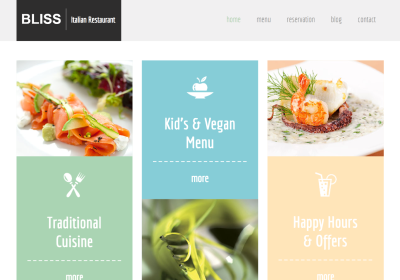 BLISS Italian Restaurant
home menu reservation blog contact
Kid's & Vegan
Menu
more
Traditional
Cuisine
more
Happy Hours
& Offers
more